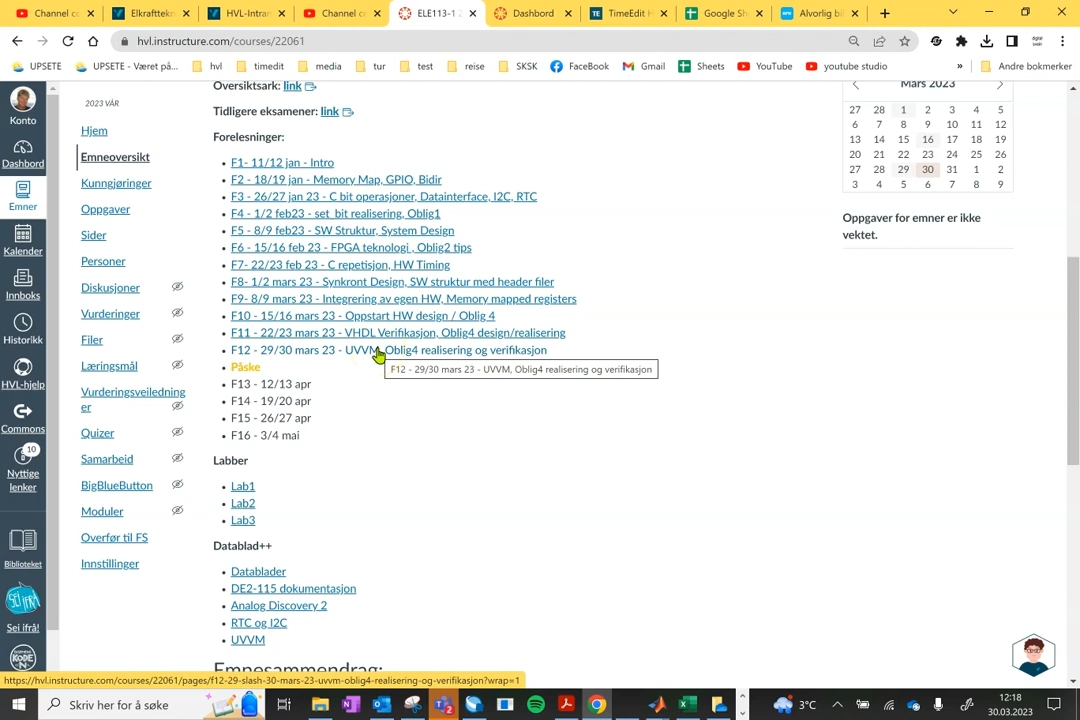 Channel co
Elkrafttekn
HVL-Intran
Channel co
ELE113-1 2
Dashbord
TimeEdit H
Google She
Alvorlig bil
hvl.instructure.com/courses/22061
UPSETE
UPSETE - Været på...
hvl
timedit
media
tur
test
reise
SKSK
FaceBook
Gmail
Sheets
YouTube
youtube studio
»
Andre bokmerker
Konto
Dashbord
Emner
Kalender
Innboks
Historikk
HVL-hjelp
Commons
10
Nyttige
lenker
Biblioteket
SEI IFRÅ!
Sei ifrå!
KODE
2023 VÅR
Hjem
Emneoversikt
Kunngjøringer
Oppgaver
Sider
Personer
Diskusjoner
Vurderinger
Filer
Læringsmål
Vurderingsveiledning
er
Quizer
Samarbeid
BigBlueButton
Moduler
Overfør til FS
Innstillinger
Oversiktsark: link
Tidligere eksamener: link
Forelesninger:
F1- 11/12 jan - Intro
F2 - 18/19 jan - Memory Map, GPIO, Bidir
F3 - 26/27 jan 23 - C bit operasjoner, Datainterface, I2C, RTC
F4 - 1/2 feb23 - set_bit realisering, Oblig1
F5 - 8/9 feb23 - SW Struktur, System Design
F6 - 15/16 feb 23 - FPGA teknologi , Oblig2 tips
F7- 22/23 feb 23 - C repetisjon, HW Timing
F8- 1/2 mars 23 - Synkront Design, SW struktur med header filer
F9- 8/9 mars 23 - Integrering av egen HW, Memory mapped registers
F10 - 15/16 mars 23 - Oppstart HW design / Oblig 4
F11 - 22/23 mars 23 - VHDL Verifikasjon, Oblig4 design/realisering
F12 - 29/30 mars 23 - UVVM, Oblig4 realisering og verifikasjon
F12 - 29/30 mars 23 - UVVM, Oblig4 realisering og verifikasjon
Påske
F13 - 12/13 apr
F14 - 19/20 apr
F15 - 26/27 apr
F16 - 3/4 mai
Labber
Lab1
Lab2
Lab3
Datablad++
Datablader
DE2-115 dokumentasjon
Analog Discovery 2
RTC og I2C
UVVM
Emnesammendrag:
Mars 2023
27 28 1 2 3 4 5
6 7 8 9 10 11 12
13 14 15 16 17 18 19
20 21 22 23 24 25 26
27 28 29 30 31 1 2
3 4 5 6 7 8 9
Oppgaver for emner er ikke
vektet.
https://hvl.instructure.com/courses/22061/pages/f12-29-slash-30-mars-23-uvvm-oblig4-realisering-og-verifikasjon?wrap=1
Skriv her for å søke
3°C
12:18
30.03.2023